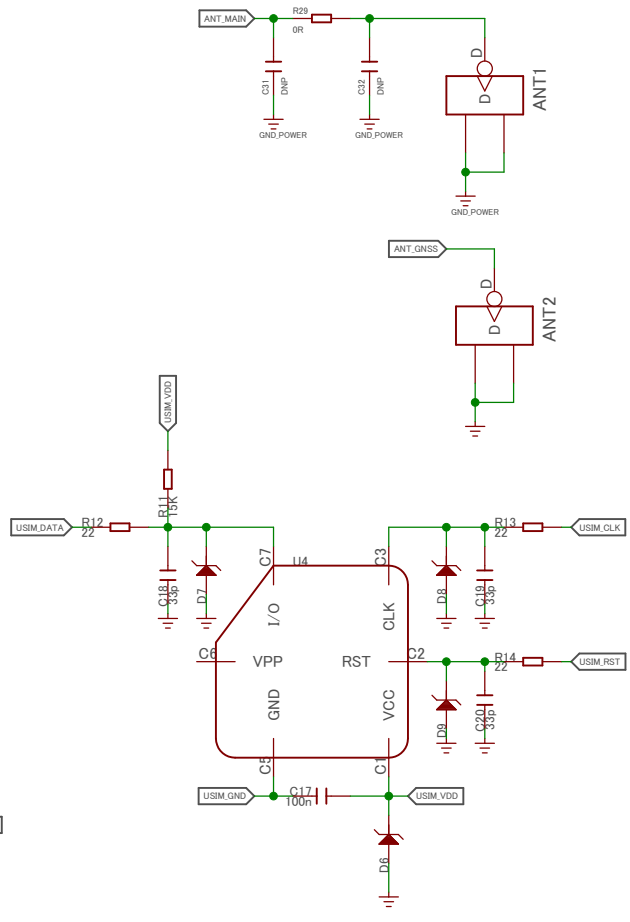 ANT_MAIN
R29
0R
C31
DNP
C32
DNP
GND_POWER
GND_POWER
D
D
ANT1
GND_POWER
ANT_GNSS
D
D
ANT2
USIM_VDD
R11
15K
USIM_DATA
R12
22
C18
33p
D7
C7
U4
C3
D8
C19
33p
R13
22
USIM_CLK
I/O
CLK
C6
VPP
RST
C2
R14
22
USIM_RST
GND
VCC
D9
C20
33p
C5
C1
USIM_GND
C17
100n
USIM_VDD
D6